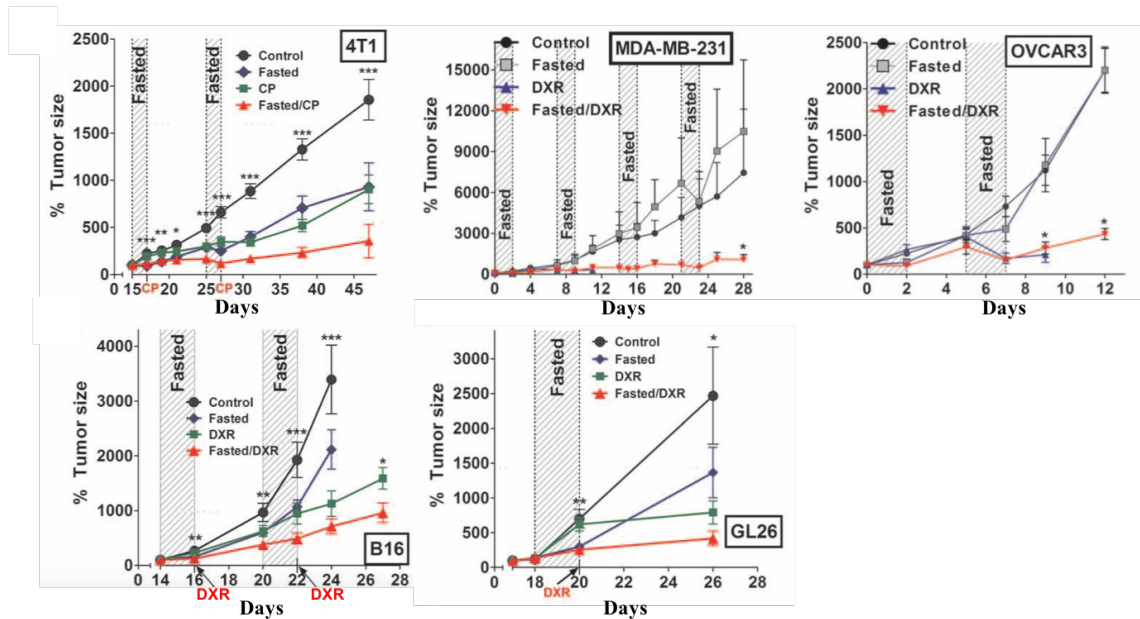 4T1
% Tumor size
2500
2000
1500
1000
500
0
Fasted
Fasted
Control
Fasted
CP
Fasted/CP
***
**
*
***
***
***
***
***
15 20 25 30 35 40 45
CP
CP
Days
MDA-MB-231
% Tumor size
15000
12000
9000
6000
3000
0
Control
Fasted
DXR
Fasted/DXR
Fasted
Fasted
Fasted
Fasted
*
0 4 8 12 16 20 24 28
Days
OVCAR3
% Tumor size
2500
2000
1500
1000
500
0
Control
Fasted
DXR
Fasted/DXR
Fasted
Fasted
*
*
0 2 4 6 8 10 12
Days
B16
% Tumor size
4000
3000
2000
1000
0
Fasted
Fasted
Control
Fasted
DXR
Fasted/DXR
**
**
***
***
*
0 14 16 18 20 22 24 26 28
DXR
DXR
Days
GL26
% Tumor size
3000
2500
2000
1500
1000
500
0
Fasted
Control
Fasted
DXR
Fasted/DXR
**
*
0 18 20 22 24 26 28
DXR
Days